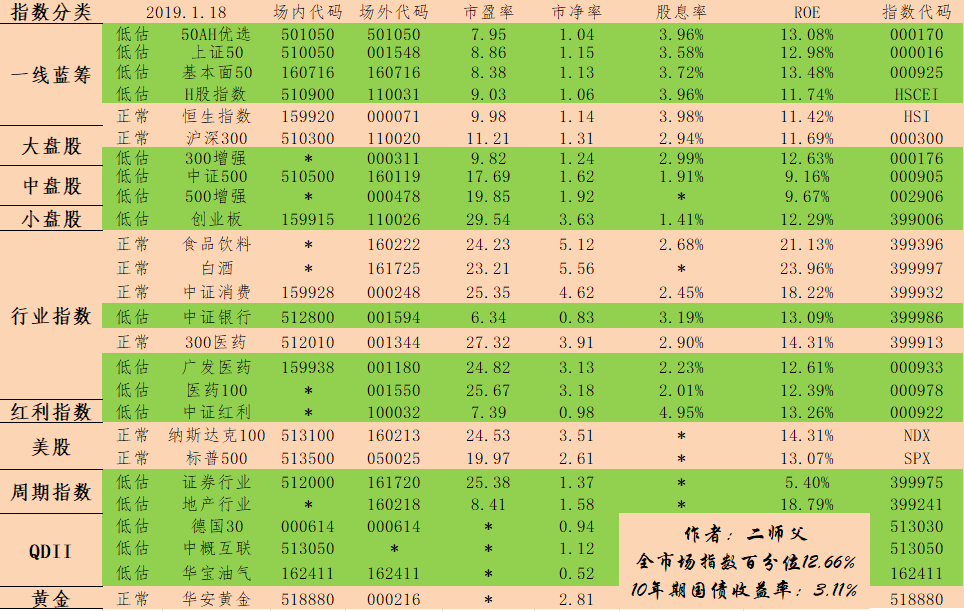 指数分类 2019.1.18 场内代码 场外代码 市盈率 市净率 股息率 ROE 指数代码
一线蓝筹 低估 50AH优选 501050 501050 7.95 1.04 3.96% 13.08% 000170
低估 上证50 510050 001548 8.86 1.15 3.58% 12.98% 000016
低估 基本面50 160716 160716 8.38 1.13 3.72% 13.48% 000925
低估 H股指数 510900 110031 9.03 1.06 3.96% 11.74% HSCEI
正常 恒生指数 159920 000071 9.98 1.14 3.98% 11.42% HSI
大盘股 正常 沪深300 510300 110020 11.21 1.31 2.94% 11.69% 000300
低估 300增强 * 000311 9.82 1.24 2.99% 12.63% 000176
中盘股 低估 中证500 510500 160119 17.69 1.62 1.91% 9.16% 000905
低估 500增强 * 000478 19.85 1.92 * 9.67% 002906
小盘股 低估 创业板 159915 110026 29.54 3.63 1.41% 12.29% 399006
行业指数 正常 食品饮料 * 160222 24.23 5.12 2.68% 21.13% 399396
正常 白酒 * 161725 23.21 5.56 * 23.96% 399997
正常 中证消费 159928 000248 25.35 4.62 2.45% 18.22% 399932
低估 中证银行 512800 001594 6.34 0.83 3.19% 13.09% 399986
正常 300医药 512010 001344 27.32 3.91 2.90% 14.31% 399913
低估 广发医药 159938 001180 24.82 3.13 2.23% 12.61% 000933
低估 医药100 * 001550 25.67 3.18 2.01% 12.39% 000978
红利指数 低估 中证红利 * 100032 7.39 0.98 4.95% 13.26% 000922
美股 正常 纳斯达克100 513100 160213 24.53 3.51 * 14.31% NDX
正常 标普500 513500 050025 19.97 2.61 * 13.07% SPX
周期指数 低估 证券行业 512000 161720 25.38 1.37 * 5.40% 399975
低估 地产行业 * 160218 8.41 1.58 * 18.79% 399241
QDII 低估 德国30 000614 000614 * 0.94 513030
低估 中概互联 513050 * * 1.12 513050
低估 华宝油气 162411 162411 * 0.52 162411
黄金 正常 华安黄金 518880 000216 * 2.81 518880
作者：二师父
全市场指数百分位12.66%
10年期国债收益率：3.11%